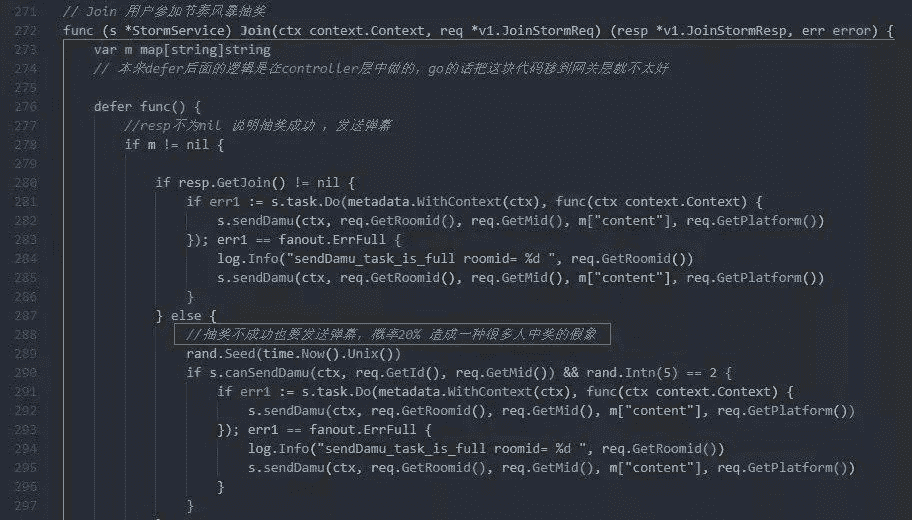 271 // Join 用户参加节奏风暴抽奖
272 func (s *StormService) Join(ctx context.Context, req *v1.JoinStormReq) (resp *v1.JoinStormResp, err error) {
273 var m map[string]string
274 // 本来defer后面的逻辑是在controller层中做的，go的话把这块代码移到网关层就不太好
275
276 defer func() {
277 //resp不为nil 说明抽奖成功 ，发送弹幕
278 if m != nil {
279
280 if resp.GetJoin() != nil {
281 if err1 := s.task.Do(metadata.WithContext(ctx), func(ctx context.Context) {
282 s.sendDamu(ctx, req.GetRoomid(), req.GetMid(), m["content"], req.GetPlatform())
283 }); err1 == fanout.ErrFull {
284 log.Info("sendDamu_task_is_full roomid= %d ", req.GetRoomid())
285 s.sendDamu(ctx, req.GetRoomid(), req.GetMid(), m["content"], req.GetPlatform())
286 }
287 } else {
288 //抽奖不成功也要发送弹幕，概率20% 造成一种很多人中奖的假象
289 rand.Seed(time.Now().Unix())
290 if s.canSendDamu(ctx, req.GetId(), req.GetMid()) && rand.Intn(5) == 2 {
291 if err1 := s.task.Do(metadata.WithContext(ctx), func(ctx context.Context) {
292 s.sendDamu(ctx, req.GetRoomid(), req.GetMid(), m["content"], req.GetPlatform())
293 }); err1 == fanout.ErrFull {
294 log.Info("sendDamu_task_is_full roomid= %d ", req.GetRoomid())
295 s.sendDamu(ctx, req.GetRoomid(), req.GetMid(), m["content"], req.GetPlatform())
296 }
297 }